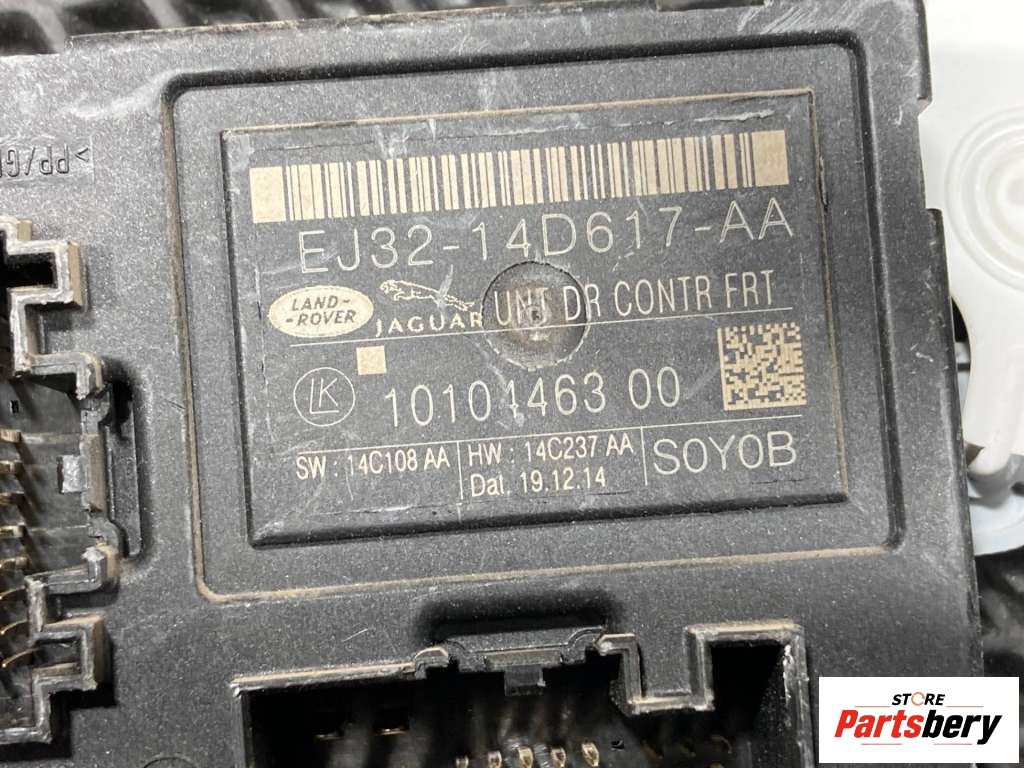 EJ32-14D617-AA
LAND-
-ROVER
JAGUAR
UNT DR CONTR FRT
LK
10101463 00
SW : 14C108 AA
HW : 14C237 AA
Dat. 19.12.14
SOYOB
STORE
Partsbery